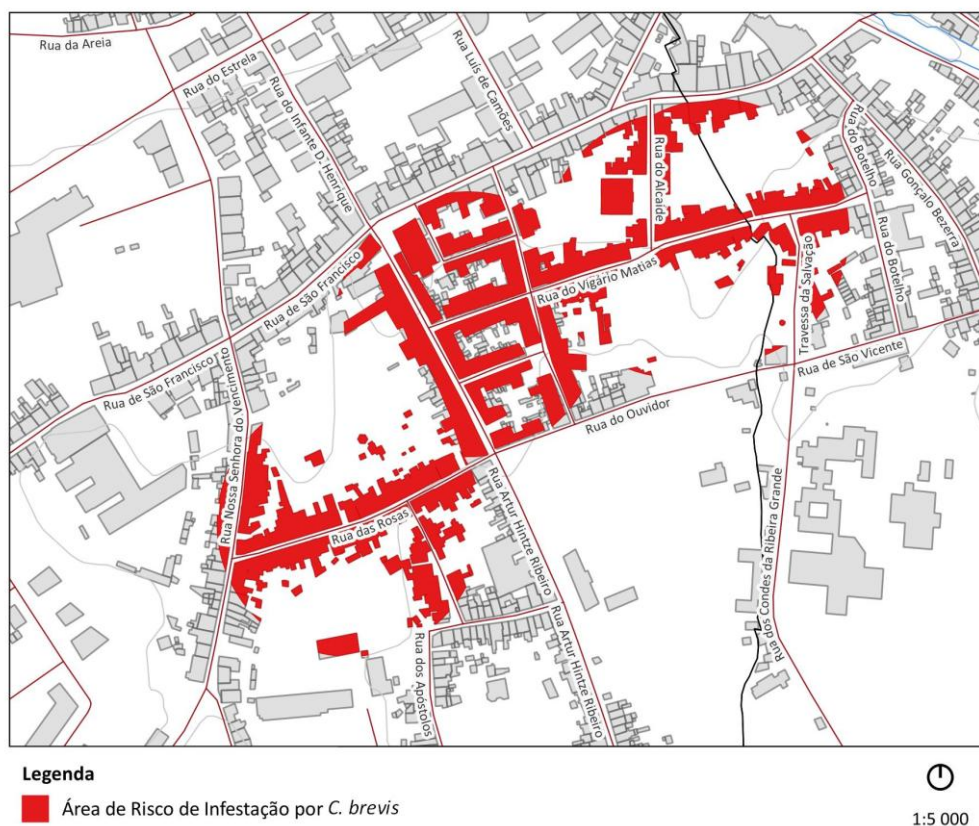 Rua da Areia
Rua do Estrela
Rua do Infante D. Henrique
Rua Luís de Camões
Rua do Alcaide
Rua do Botelho
Rua Gonçalo Bezerra
Rua de São Francisco
Rua do Vigário Matias
Travessa da Salvação
Rua do Botelho
Rua de São Francisco
Rua Nossa Senhora do Vencimento
Rua de São Vicente
Rua do Ouvidor
Rua das Rosas
Rua Artur Hintze Ribeiro
Rua dos Condes da Ribeira Grande
Rua dos Apóstolos
Rua Artur Hintze Ribeiro
Legenda
Área de Risco de Infestação por C. brevis
1:5 000